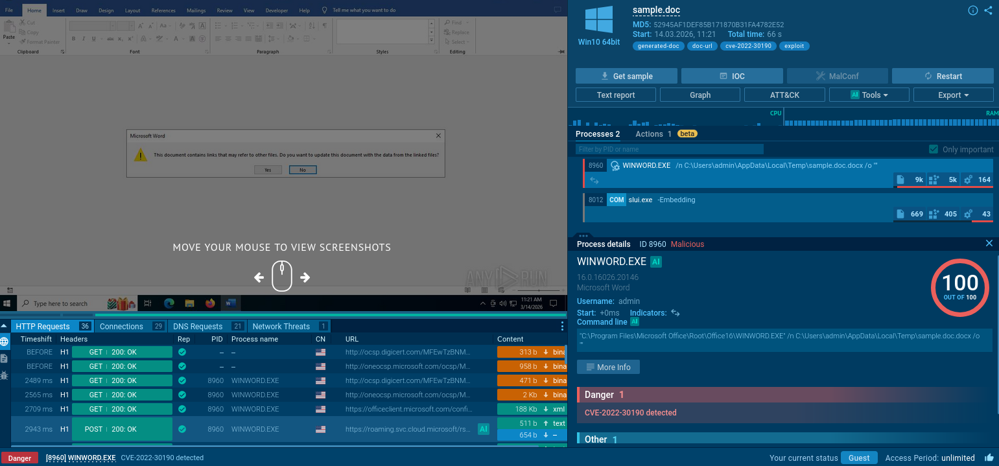 File Home Insert Draw Design Layout References Mailings Review View Developer Help Tell me what you want to do
Paste
Cut
Copy
Format Painter
Find
Replace
Select
Clipboard Font Paragraph Styles Editing
Microsoft Word
This document contains links that may refer to other files. Do you want to update this document with the data from the linked files?
Yes No
MOVE YOUR MOUSE TO VIEW SCREENSHOTS
ANY RUN
Type here to search
11:21 AM
3/14/2026
HTTP Requests 36 Connections 29 DNS Requests 21 Network Threats 1
Timeshift Headers Rep PID Process name CN URL Content
BEFORE H1 GET 200: OK – – http://ocsp.digicert.com/MFEwTzBNM... 313 b bina
BEFORE H1 GET 200: OK – – http://oneocsp.microsoft.com/ocsp/M... 958 b bina
2489 ms H1 GET 200: OK 8960 WINWORD.EXE http://ocsp.digicert.com/MFEwTzBNM... 471 b bina
2565 ms H1 GET 200: OK 8960 WINWORD.EXE http://oneocsp.microsoft.com/ocsp/M... 2 Kb bina
2709 ms H1 GET 200: OK 8960 WINWORD.EXE https://officeclient.microsoft.com/confi... 188 Kb xml
2943 ms H1 POST 200: OK 8960 WINWORD.EXE https://roaming.svc.cloud.microsoft/rs... AI 511 b text
654 b –
Win10 64bit
sample.doc
MD5: 52945AF1DEF85B171870B31FA4782E52
Start: 14.03.2026, 11:21 Total time: 66 s
generated-doc doc-url cve-2022-30190 exploit
Get sample IOC MalConf Restart
Text report Graph ATT&CK AI Tools Export
CPU RAM
Processes 2 Actions 1 beta
Filter by PID or name Only important
8960 WINWORD.EXE /n C:\Users\admin\AppData\Local\Temp\sample.doc.docx /o ""
9k 5k 164
8012 COM slui.exe -Embedding
669 405 43
Process details ID 8960 Malicious
WINWORD.EXE AI
16.0.16026.20146
Microsoft Word
100
OUT OF 100
Username: admin
Start: +0ms Indicators:
Command line AI
"C:\Program Files\Microsoft Office\Root\Office16\WINWORD.EXE" /n C:\Users\admin\AppData\Local\Temp\sample.doc.docx /o
""
More Info
Danger 1
CVE-2022-30190 detected
Other 1
Danger [8960] WINWORD.EXE CVE-2022-30190 detected
Your current status Guest Access Period: unlimited